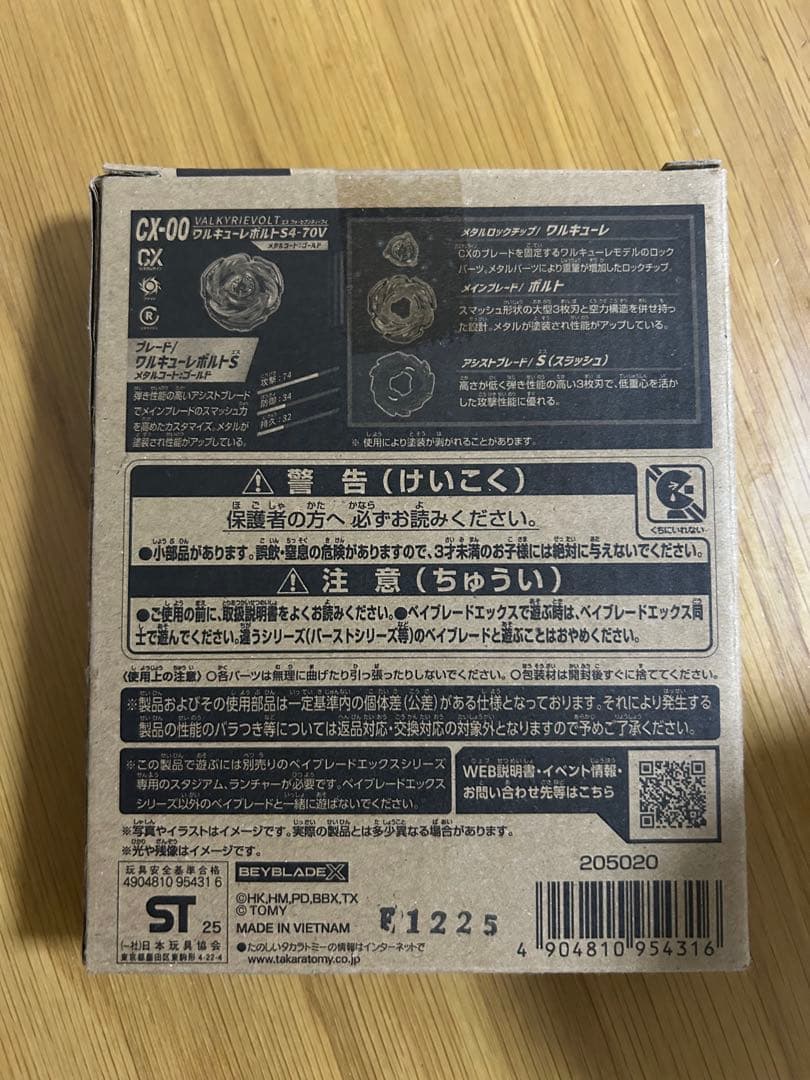 CX-00
VALKYRIEVOLT
エス フォーセブンティーブイ
ワルキューレボルトS4-70V
メタルコート:ゴールド
CX
R
ブレード/
ワルキューレボルトS
メタルコート:ゴールド
弾き性能の高いアシストブレード
でメインブレードのスマッシュ力
を高めたカスタマイズ。メタルが
塗装され性能がアップしている。
攻撃:74
防御:34
持久:32
メタルロックチップ/ ワルキューレ
CXのブレードを固定するワルキューレモデルのロック
パーツ。メタルパーツにより重量が増加したロックチップ。
メインブレード/ ボルト
スマッシュ形状の大型3枚刃と空力構造を併せ持っ
た設計。メタルが塗装され性能がアップしている。
アシストブレード/ S(スラッシュ)
高さが低く弾き性能の高い3枚刃で、低重心を活か
した攻撃性能に優れる。
※ 使用により塗装が剥がれることがあります。
⚠ 警 告(けいこく)
保護者の方へ 必ずお読みください。
●小部品があります。誤飲・窒息の危険がありますので、3才未満のお子様には絶対に与えないでください。
くちにいれない
⚠ 注 意(ちゅうい)
●ご使用の前に、取扱説明書をよくお読みください。●ベイブレードエックスで遊ぶ時は、ベイブレードエックス同
士で遊んでください。違うシリーズ(バーストシリーズ等)のベイブレードと遊ぶことはおやめください。
〈使用上の注意〉○各パーツは無理に曲げたり引っ張ったりしないでください。○包装材は開封後すぐに捨ててください。
※製品およびその使用部品は一定基準内の個体差(公差)がある仕様となっております。それにより発生する
製品の性能のバラつき等については返品対応・交換対応の対象外となりますので予めご了承ください。
※この製品で遊ぶには別売りのベイブレードエックスシリーズ
専用のスタジアム、ランチャーが必要です。ベイブレードエックス
シリーズ以外のベイブレードと一緒に遊ばないでください。
WEB説明書・イベント情報・
お問い合わせ先等はこちら
※写真やイラストはイメージです。実際の製品とは多少異なる場合があります。
※光や残像はイメージです。
玩具安全基準合格
4904810 95431 6
ST 25
(一社)日本玩具協会
東京都墨田区東駒形 4-22-4
BEYBLADE X
©HK,HM,PD,BBX,TX
© TOMY
MADE IN VIETNAM
E1225
●たのしいタカラトミーの情報はインターネットで
www.takaratomy.co.jp
205020
4 904810 954316